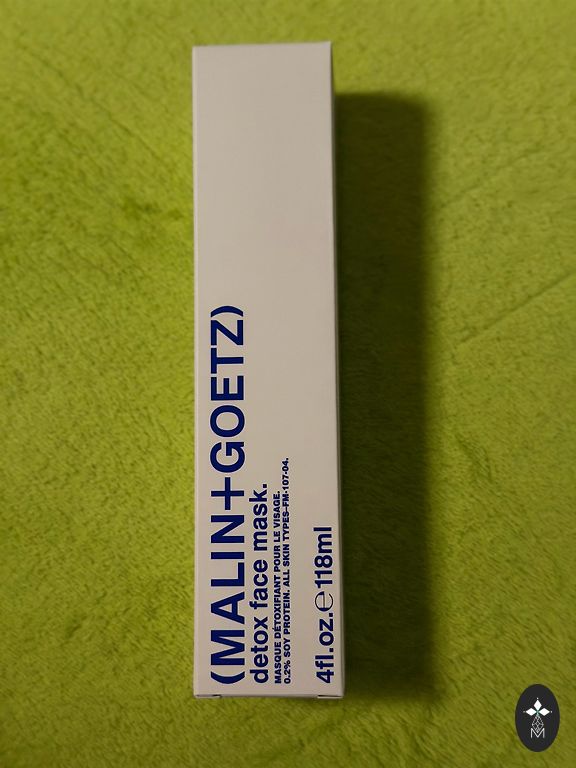 (MALIN+GOETZ)
detox face mask.
MASQUE DÉTOXIFIANT POUR LE VISAGE.
0.2% SOY PROTEIN. ALL SKIN TYPES–FM-107-04.
4fl.oz.℮118ml
M